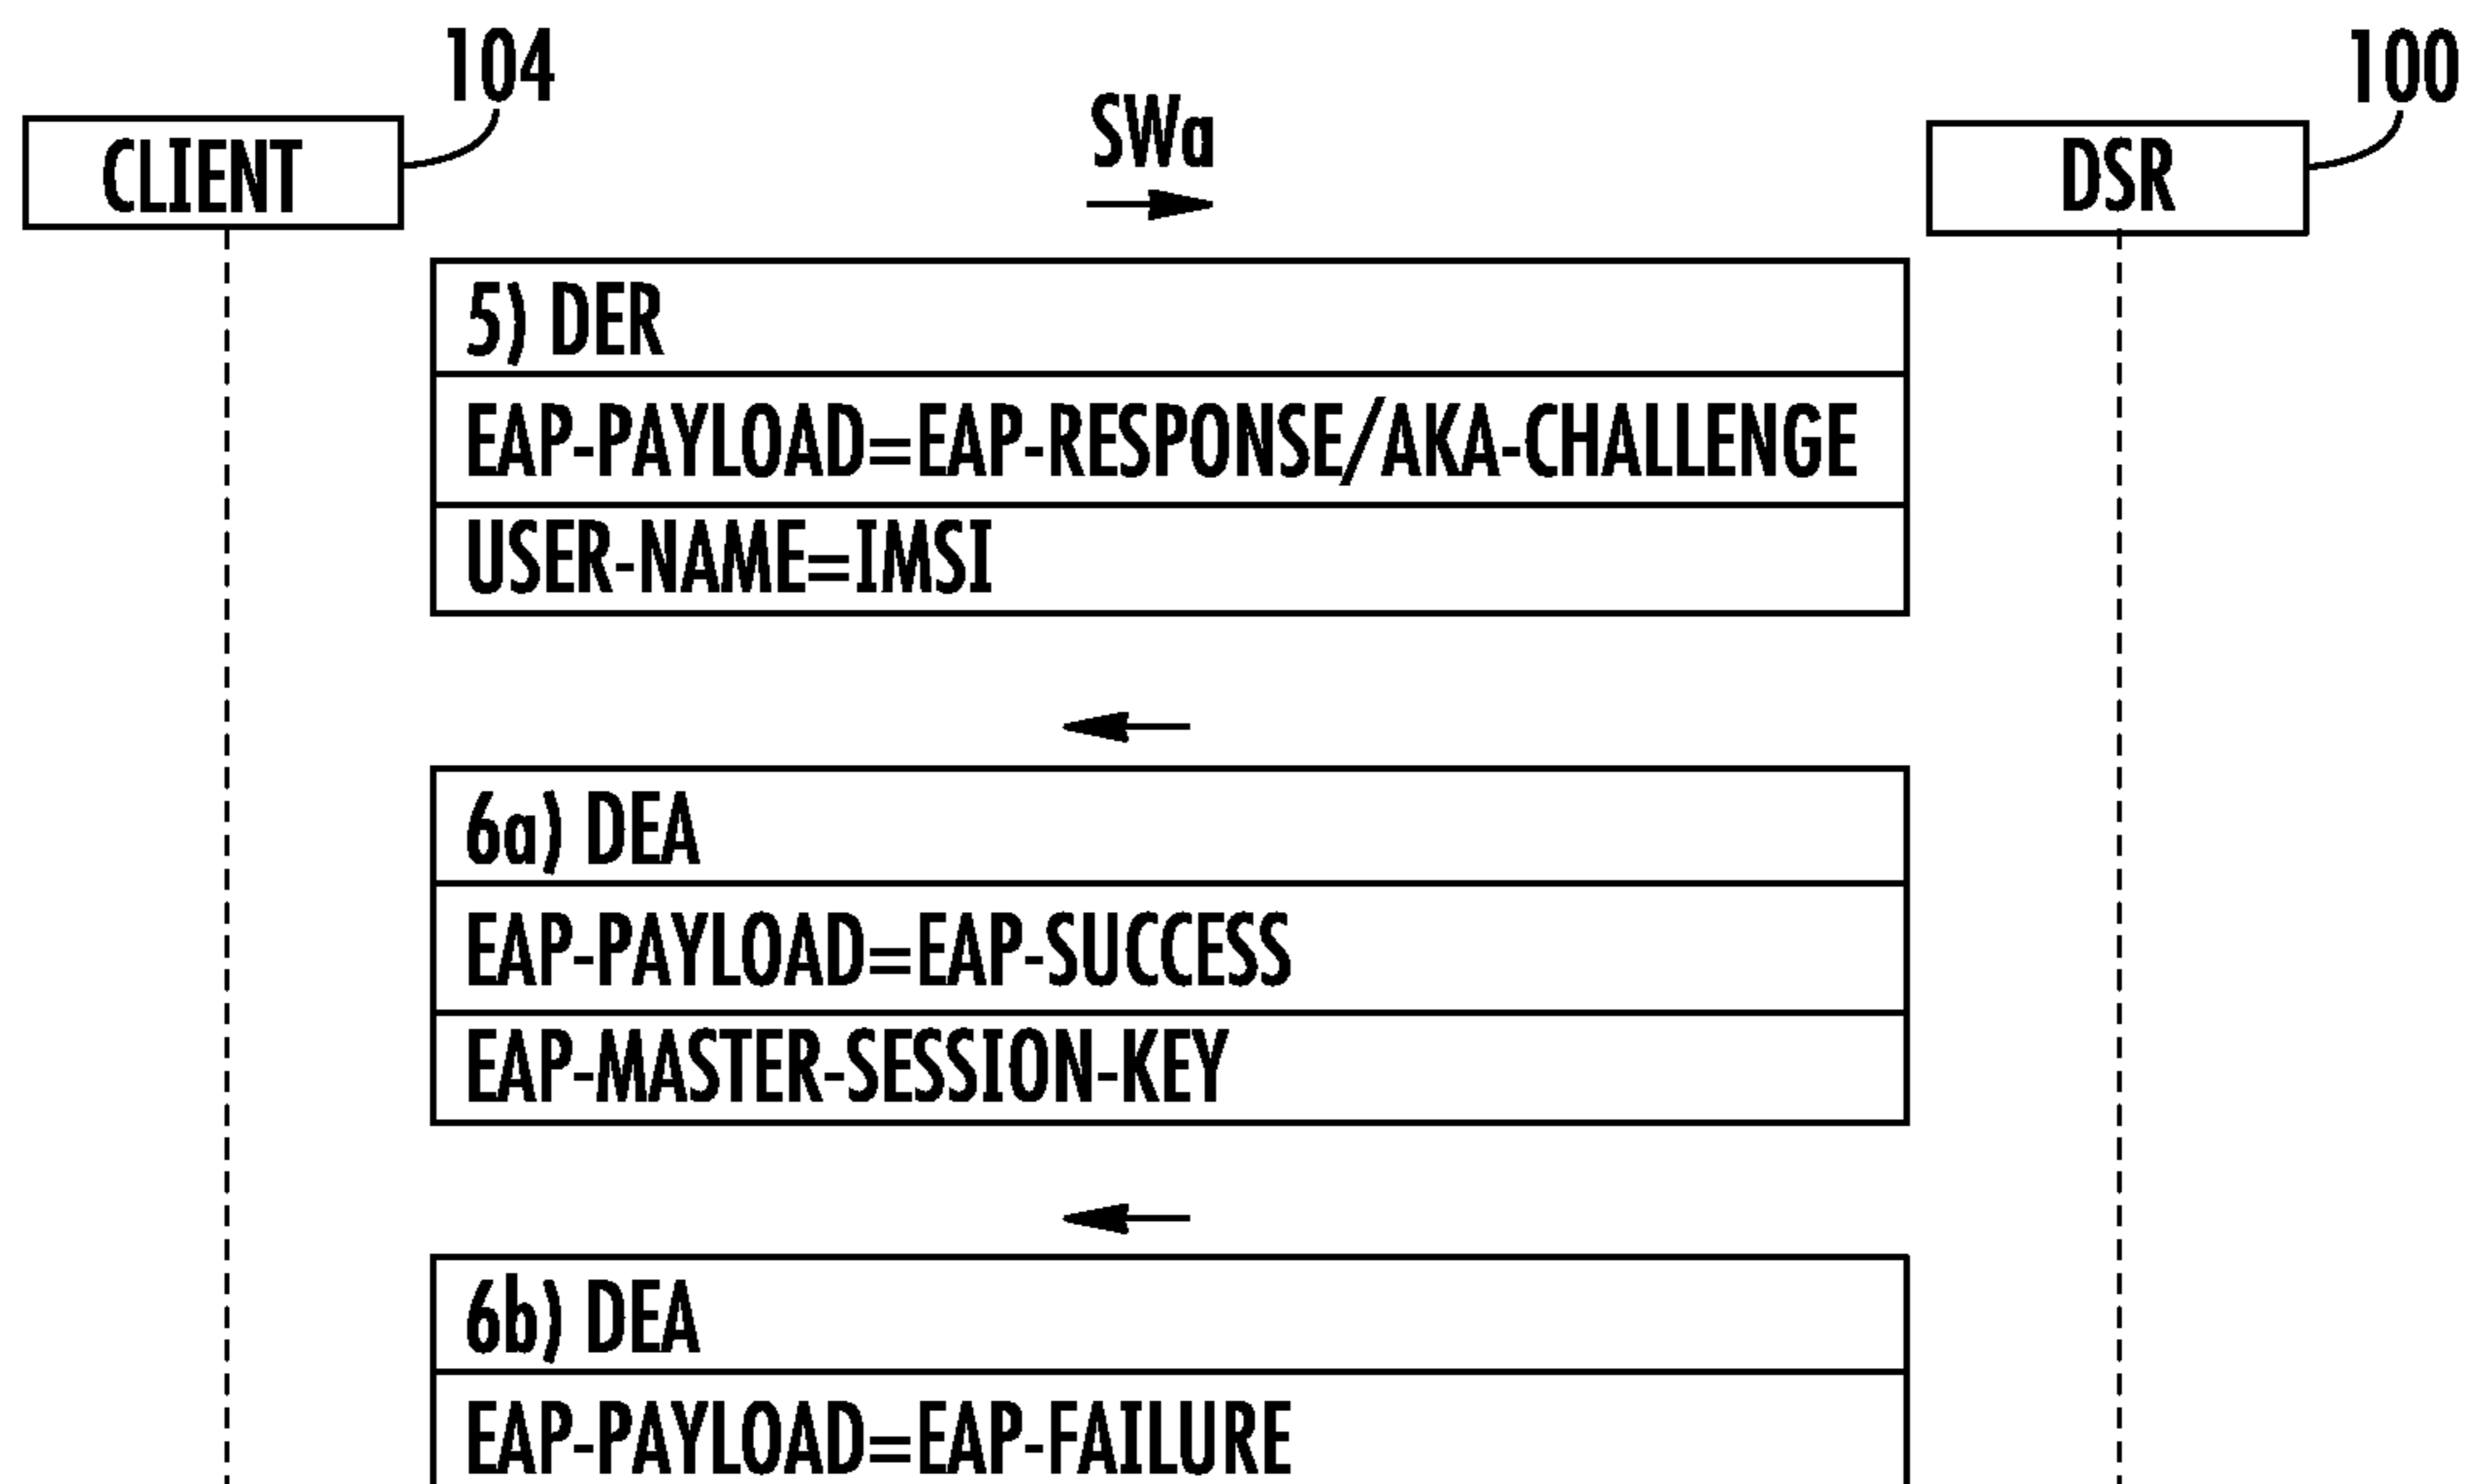 104
100
SWa
CLIENT
DSR
5) DER
EAP-PAYLOAD=EAP-RESPONSE/AKA-CHALLENGE
USER-NAME=IMSI
6a) DEA
EAP-PAYLOAD=EAP-SUCCESS
EAP-MASTER-SESSION-KEY
6b) DEA
EAP-PAYLOAD=EAP-FAILURE